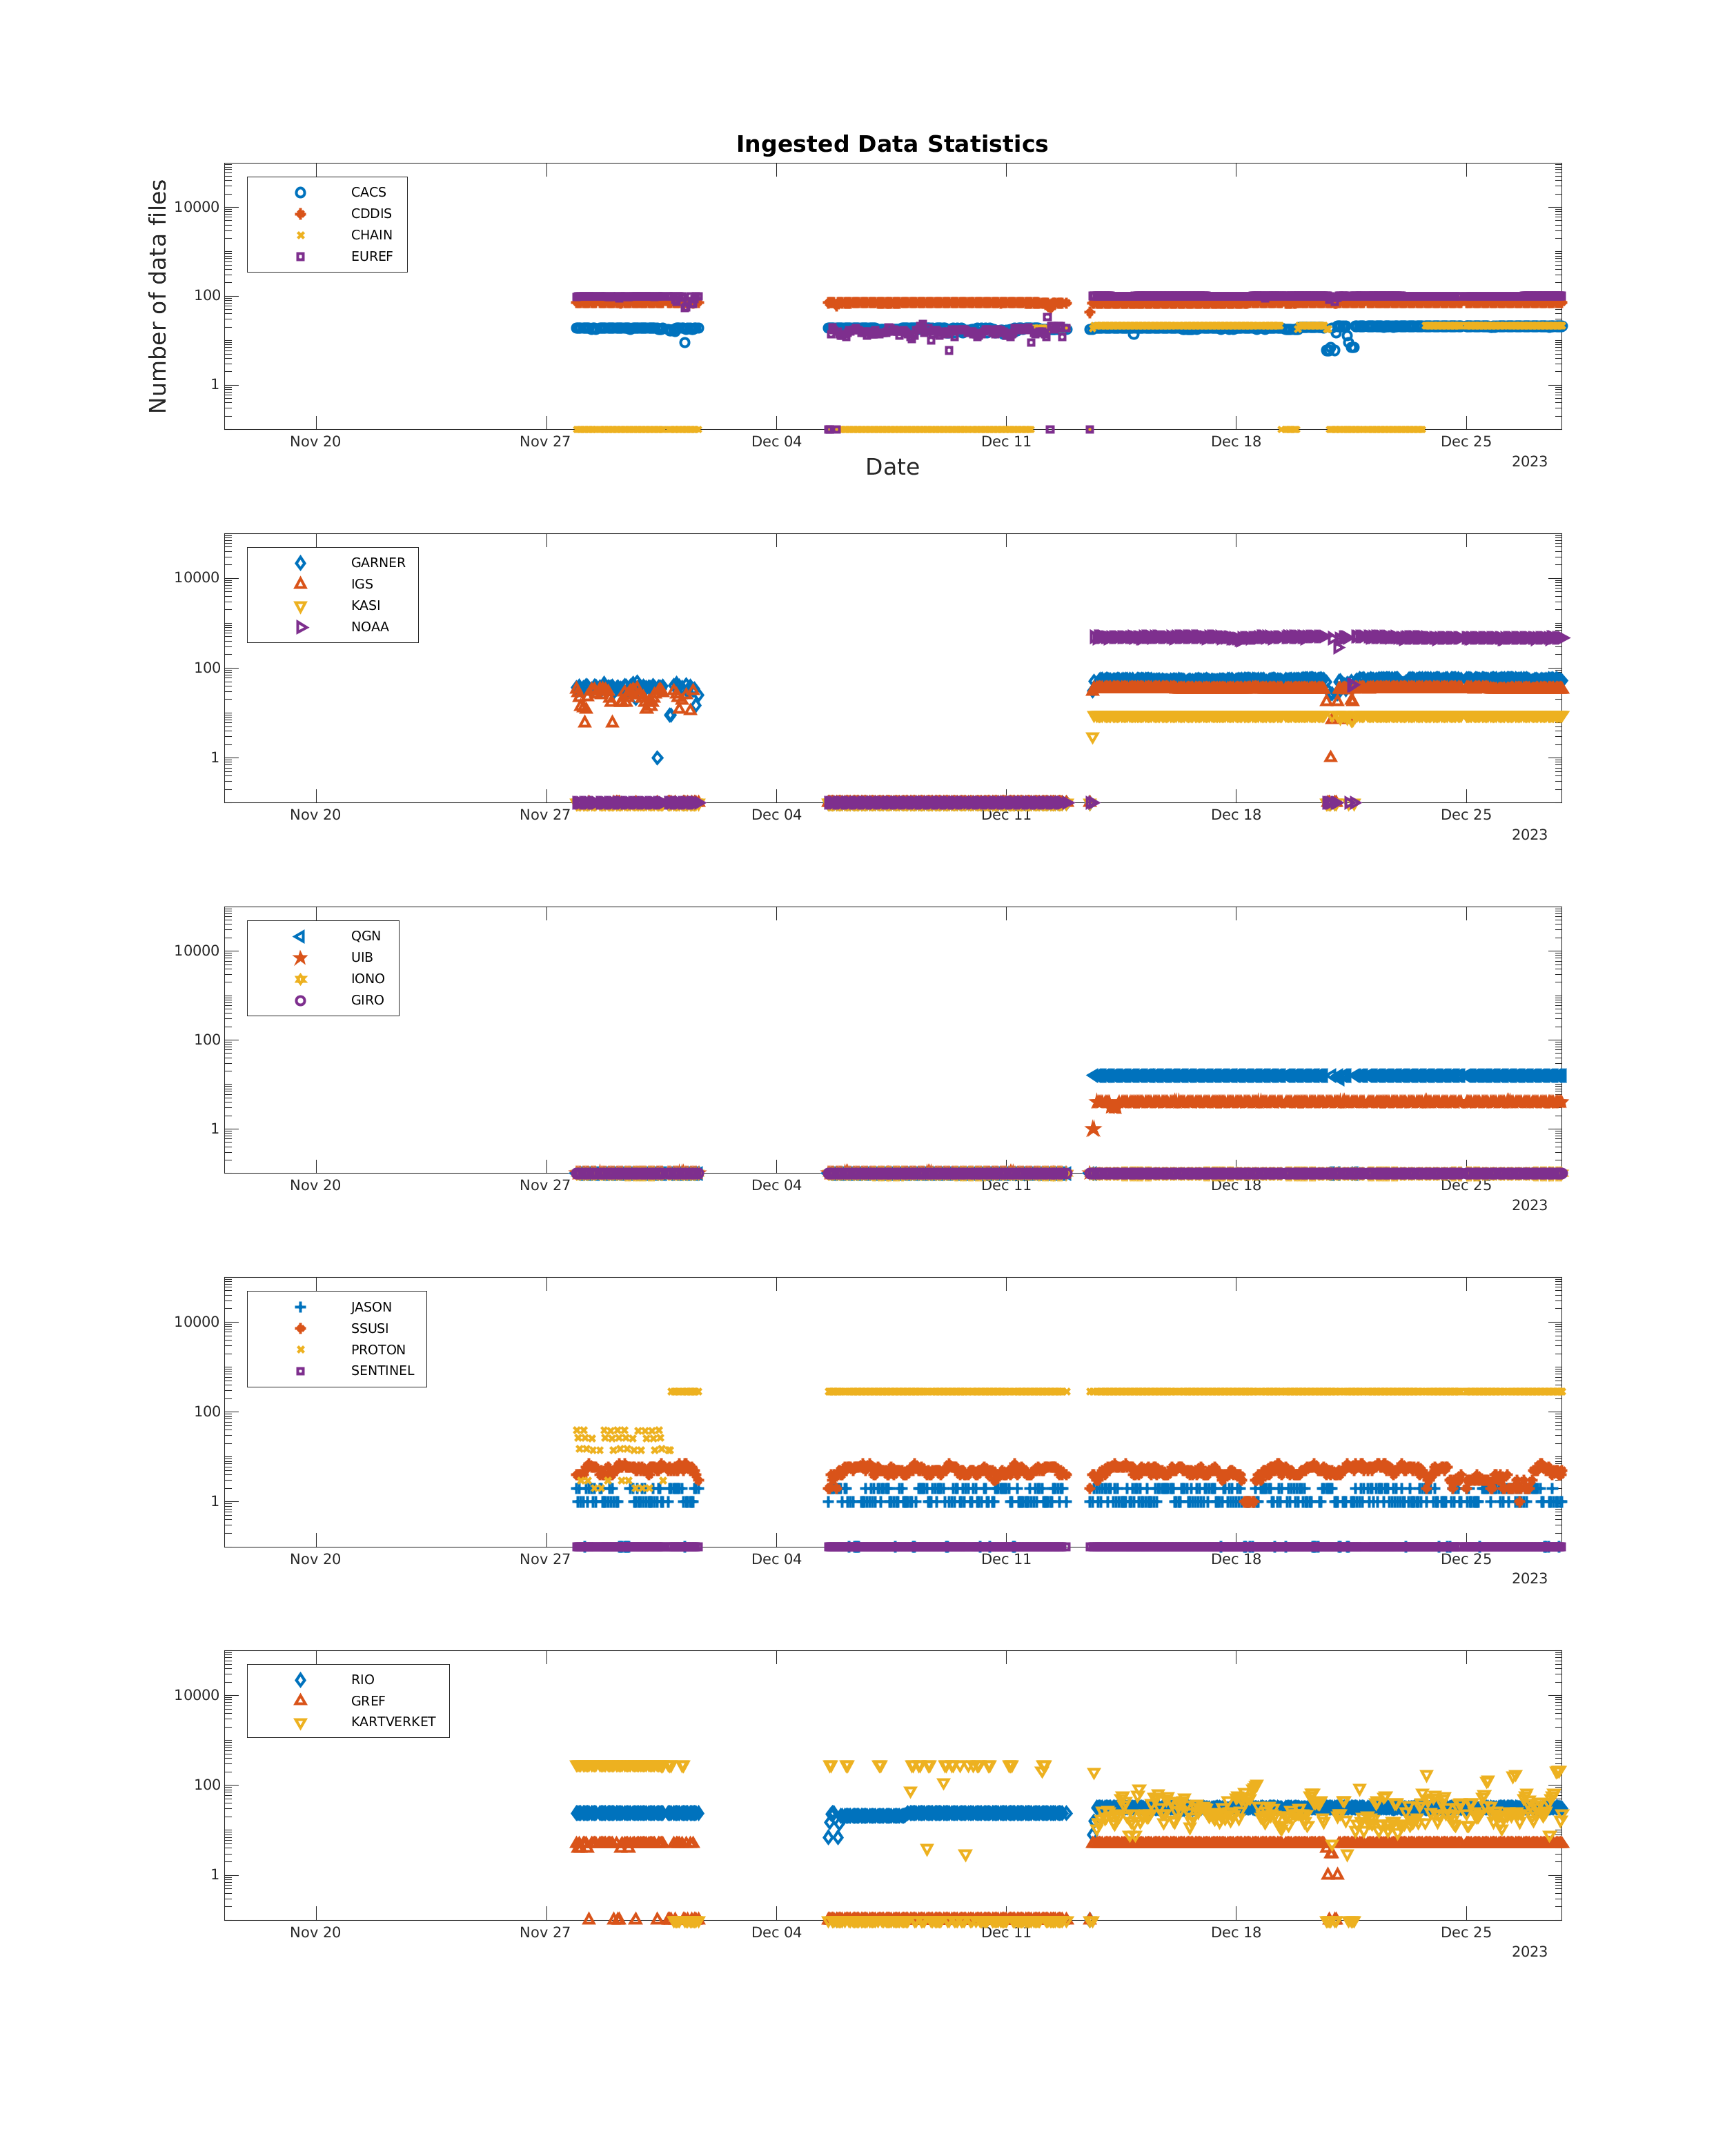 Ingested Data Statistics
Number of data files
CACS
CDDIS
CHAIN
EUREF
10000
100
1
Nov 20 Nov 27 Dec 04 Dec 11 Dec 18 Dec 25
2023
Date
GARNER
IGS
KASI
NOAA
10000
100
1
Nov 20 Nov 27 Dec 04 Dec 11 Dec 18 Dec 25
2023
QGN
UIB
IONO
GIRO
10000
100
1
Nov 20 Nov 27 Dec 04 Dec 11 Dec 18 Dec 25
2023
JASON
SSUSI
PROTON
SENTINEL
10000
100
1
Nov 20 Nov 27 Dec 04 Dec 11 Dec 18 Dec 25
2023
RIO
GREF
KARTVERKET
10000
100
1
Nov 20 Nov 27 Dec 04 Dec 11 Dec 18 Dec 25
2023